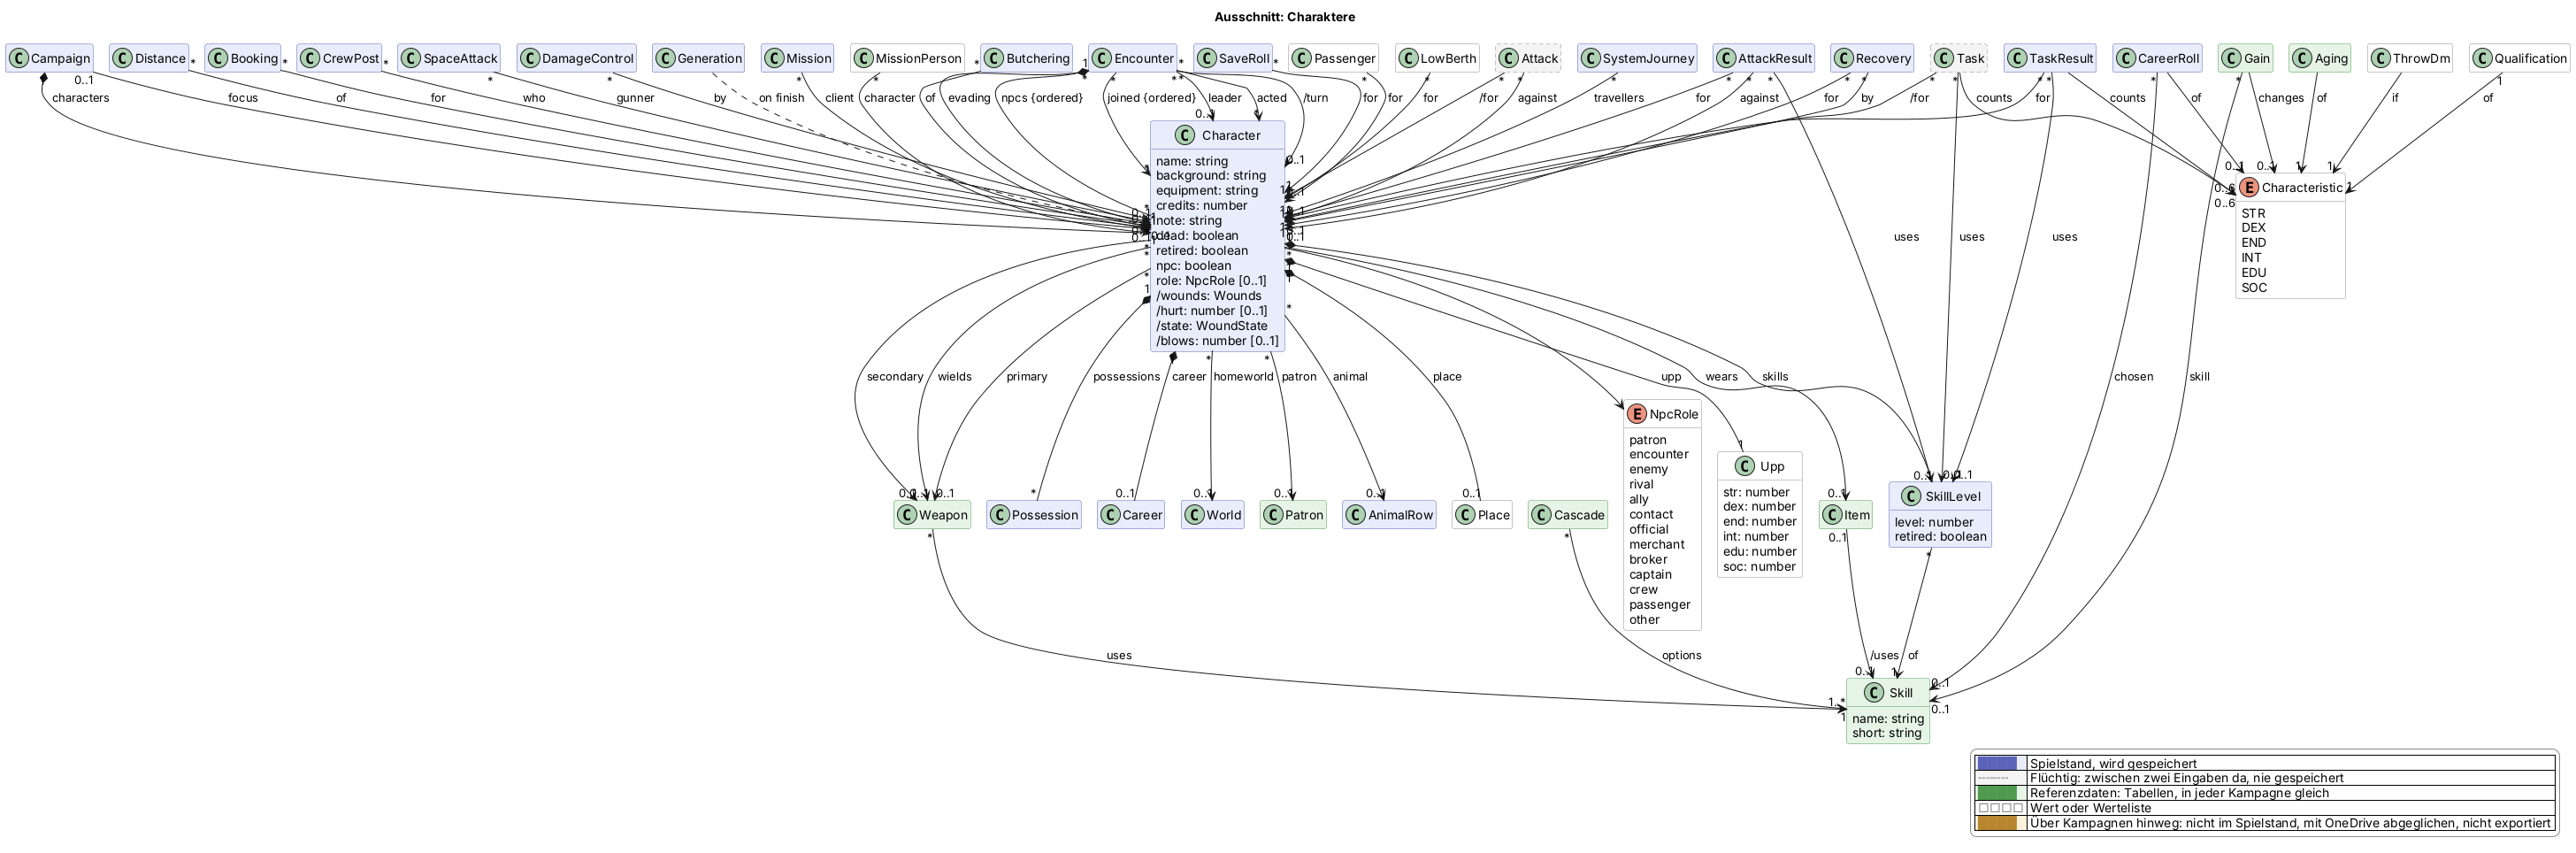 Ausschnitt: Charaktere
Campaign
Distance
Booking
CrewPost
SpaceAttack
DamageControl
Generation
Mission
MissionPerson
Butchering
Encounter
SaveRoll
Passenger
LowBerth
Attack
SystemJourney
AttackResult
Recovery
Task
TaskResult
CareerRoll
Gain
Aging
ThrowDm
Qualification
characters
focus
of
for
who
gunner
by
on finish
client
character
of
evading
npcs {ordered}
joined {ordered}
leader
acted
/turn
for
for
for
/for
against
travellers
for
against
for
by
/for
counts
for
counts
of
changes
of
if
of
Character
name: string
background: string
equipment: string
credits: number
note: string
dead: boolean
retired: boolean
npc: boolean
role: NpcRole [0..1]
/wounds: Wounds
/hurt: number [0..1]
/state: WoundState
/blows: number [0..1]
Characteristic
STR
DEX
END
INT
EDU
SOC
uses
uses
uses
secondary
wields
primary
possessions
career
homeworld
patron
animal
place
upp
wears
skills
chosen
skill
NpcRole
patron
encounter
enemy
rival
ally
contact
official
merchant
broker
captain
crew
passenger
other
Upp
str: number
dex: number
end: number
int: number
edu: number
soc: number
Weapon
Possession
Career
World
Patron
AnimalRow
Place
Cascade
Item
SkillLevel
level: number
retired: boolean
uses
options
/uses
of
Skill
name: string
short: string
Spielstand, wird gespeichert
Flüchtig: zwischen zwei Eingaben da, nie gespeichert
Referenzdaten: Tabellen, in jeder Kampagne gleich
Wert oder Werteliste
Über Kampagnen hinweg: nicht im Spielstand, mit OneDrive abgeglichen, nicht exportiert